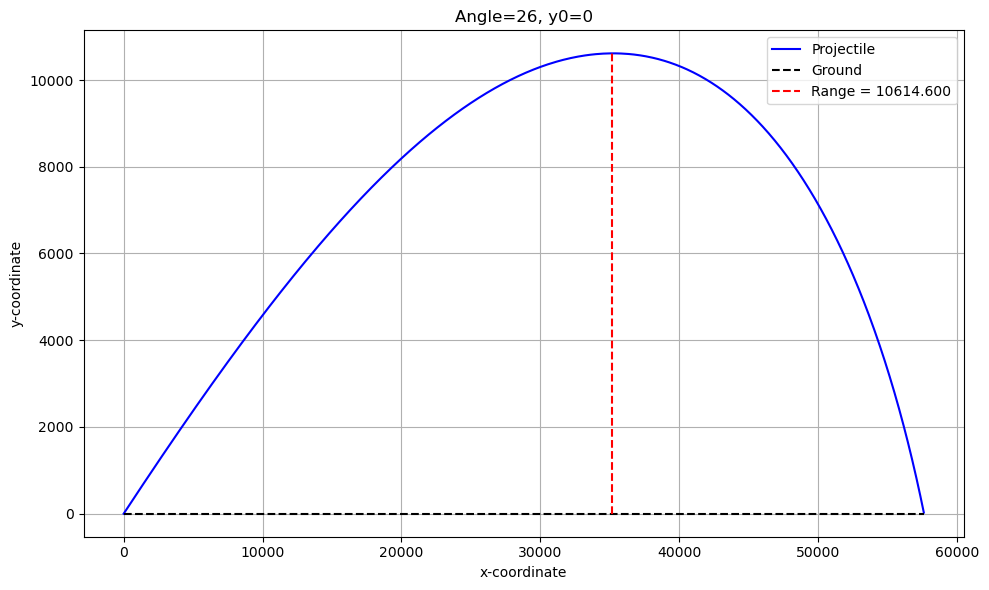 Angle=26, y0=0
Projectile
Ground
Range = 10614.600
10000
8000
6000
4000
2000
0
y-coordinate
0 10000 20000 30000 40000 50000 60000
x-coordinate